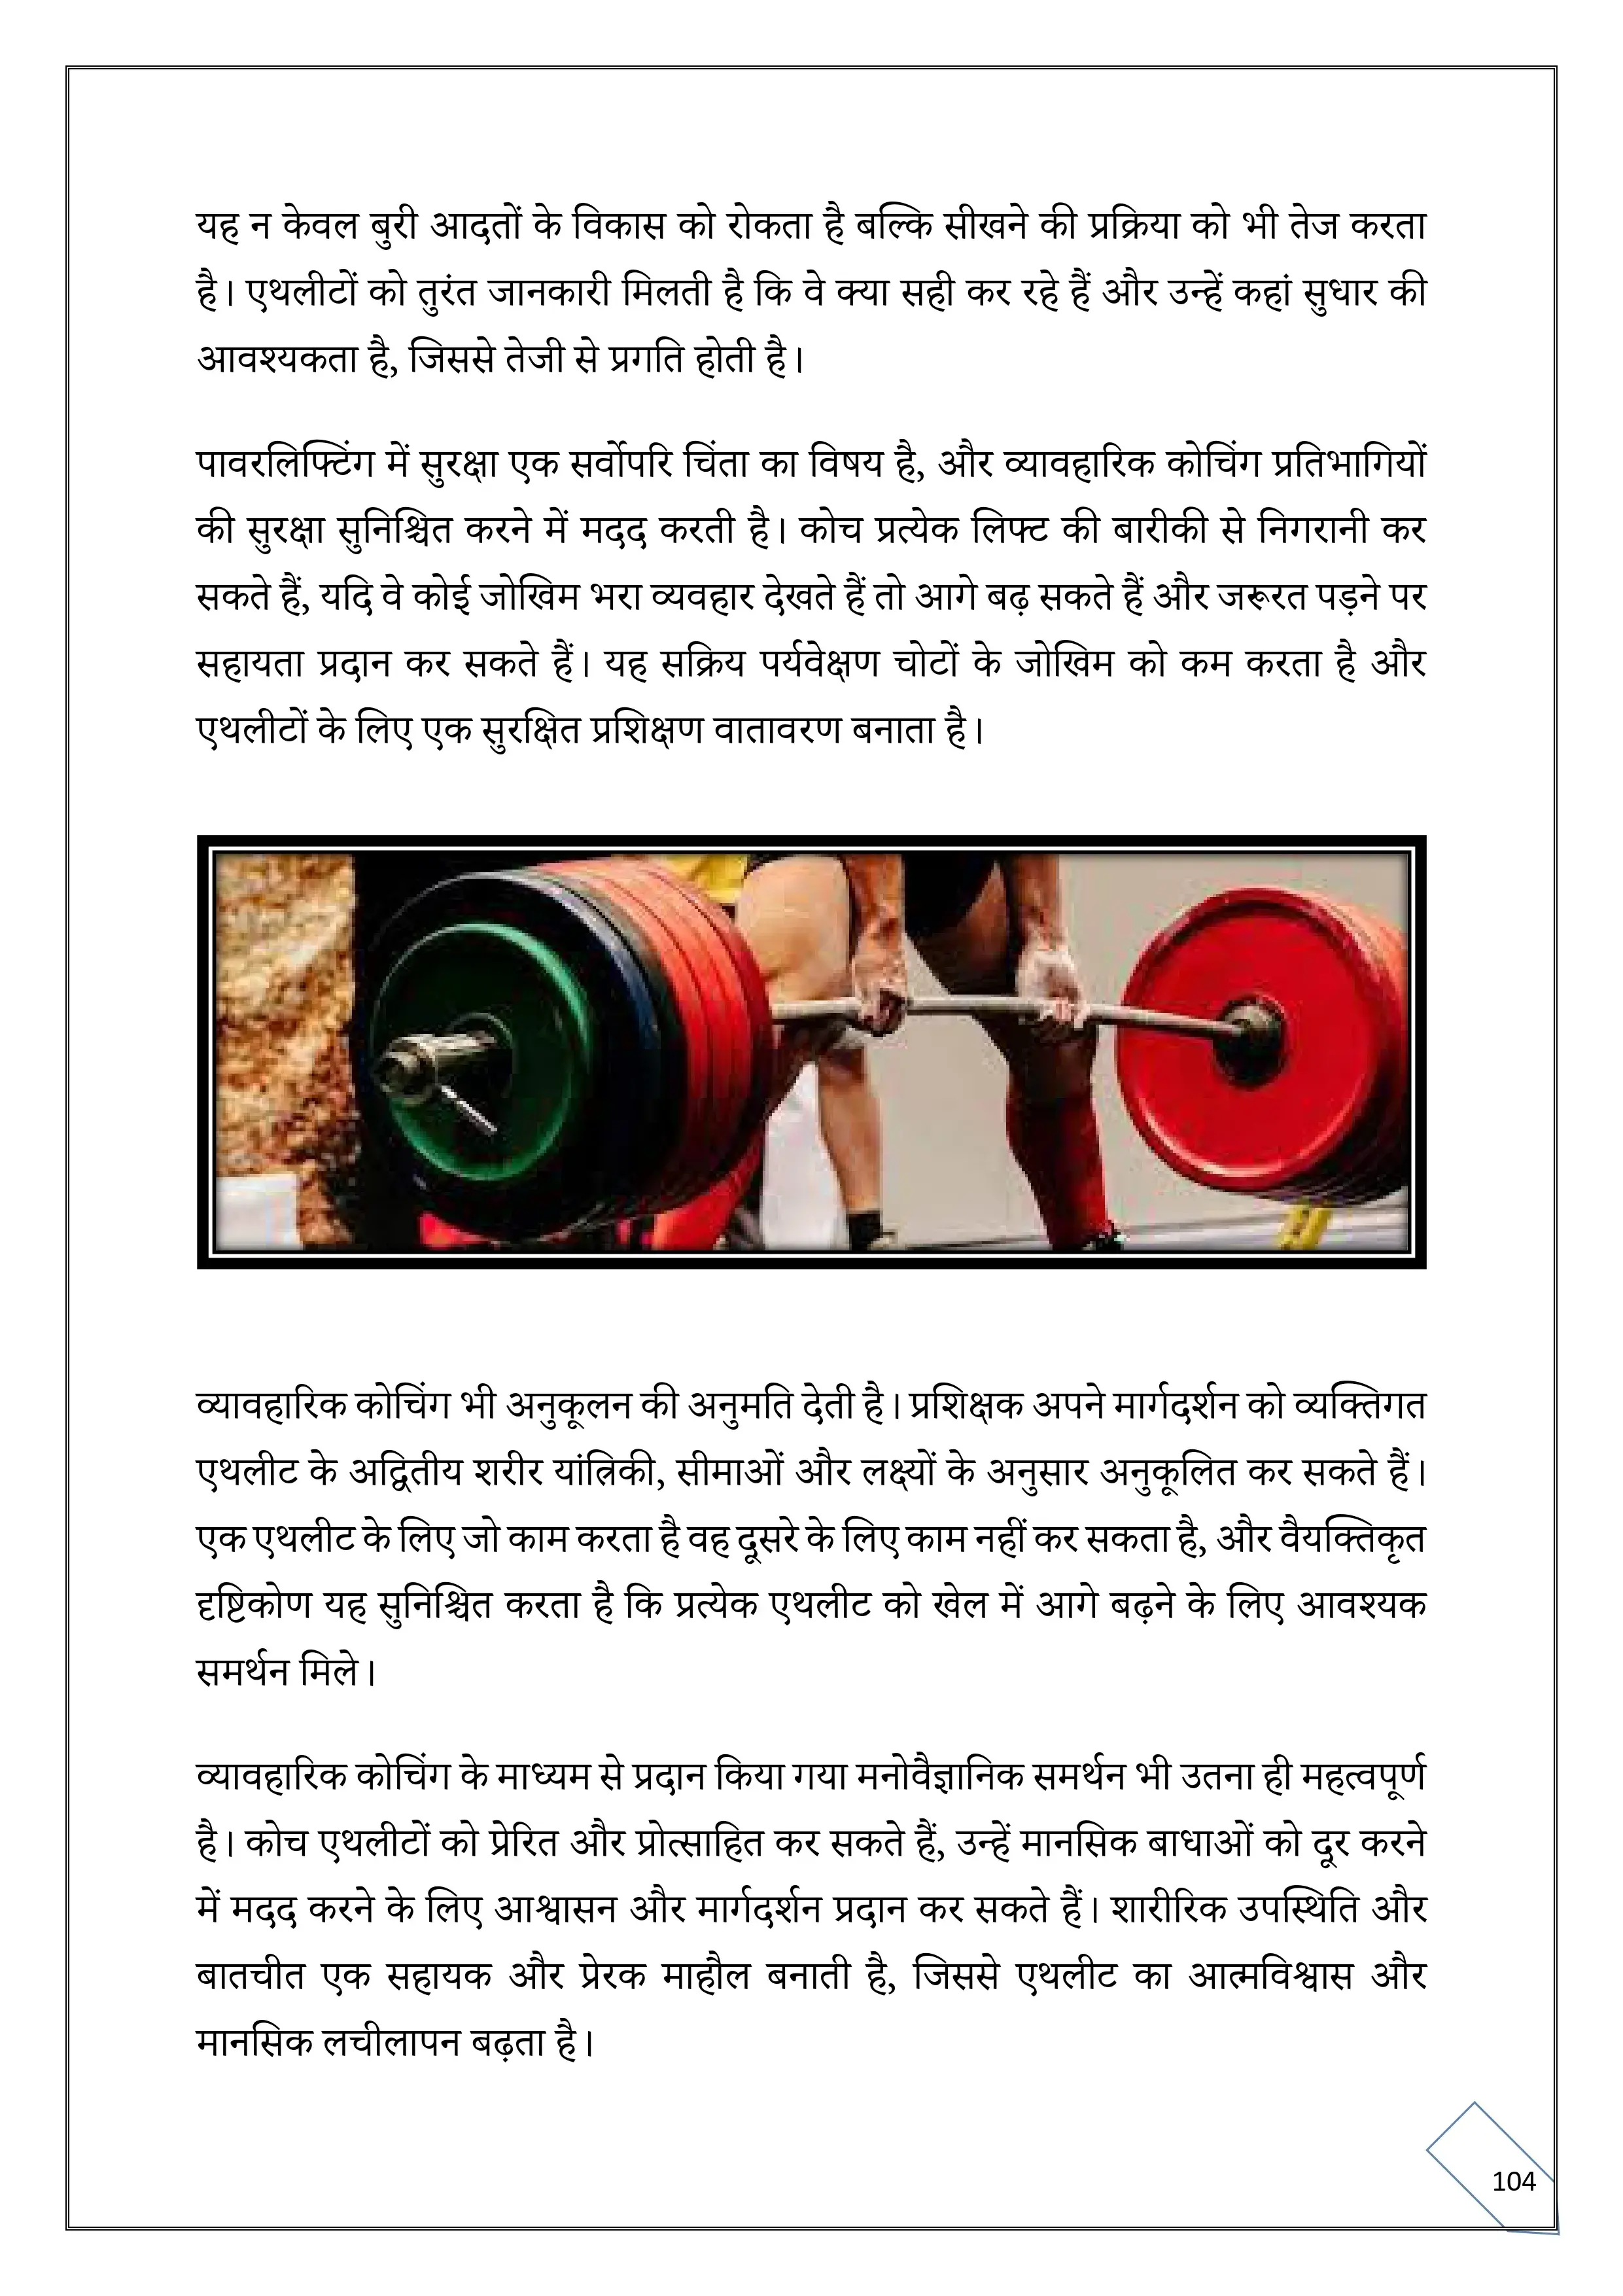 यह न केवल बुरी आदतों के विकास को रोकता है बल्कि सीखने की प्रक्रिया को भी तेज करता
है। एथलीटों को तुरंत जानकारी मिलती है कि वे क्या सही कर रहे हैं और उन्हें कहां सुधार की
आवश्यकता है, जिससे तेजी से प्रगति होती है।
पावरलिफ्टिंग में सुरक्षा एक सर्वोपरि चिंता का विषय है, और व्यावहारिक कोचिंग प्रतिभागियों
की सुरक्षा सुनिश्चित करने में मदद करती है। कोच प्रत्येक लिफ्ट की बारीकी से निगरानी कर
सकते हैं, यदि वे कोई जोखिम भरा व्यवहार देखते हैं तो आगे बढ़ सकते हैं और जरूरत पड़ने पर
सहायता प्रदान कर सकते हैं। यह सक्रिय पर्यवेक्षण चोटों के जोखिम को कम करता है और
एथलीटों के लिए एक सुरक्षित प्रशिक्षण वातावरण बनाता है।
व्यावहारिक कोचिंग भी अनुकूलन की अनुमति देती है। प्रशिक्षक अपने मार्गदर्शन को व्यक्तिगत
एथलीट के अद्वितीय शरीर यांत्रिकी, सीमाओं और लक्ष्यों के अनुसार अनुकूलित कर सकते हैं।
एक एथलीट के लिए जो काम करता है वह दूसरे के लिए काम नहीं कर सकता है, और वैयक्तिकृत
दृष्टिकोण यह सुनिश्चित करता है कि प्रत्येक एथलीट को खेल में आगे बढ़ने के लिए आवश्यक
समर्थन मिले।
व्यावहारिक कोचिंग के माध्यम से प्रदान किया गया मनोवैज्ञानिक समर्थन भी उतना ही महत्वपूर्ण
है। कोच एथलीटों को प्रेरित और प्रोत्साहित कर सकते हैं, उन्हें मानसिक बाधाओं को दूर करने
में मदद करने के लिए आश्वासन और मार्गदर्शन प्रदान कर सकते हैं। शारीरिक उपस्थिति और
बातचीत एक सहायक और प्रेरक माहौल बनाती है, जिससे एथलीट का आत्मविश्वास और
मानसिक लचीलापन बढ़ता है।
104